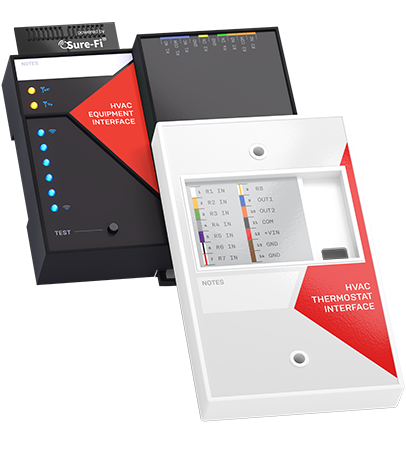 powered by
Sure-Fi
NOTES
HVAC
EQUIPMENT
INTERFACE
TEST
R1 IN
R2 IN
R3 IN
R4 IN
R5 IN
R6 IN
R7 IN
R8
OUT1
OUT2
COM
+VIN
GND
GND
NOTES
HVAC
THERMOSTAT
INTERFACE